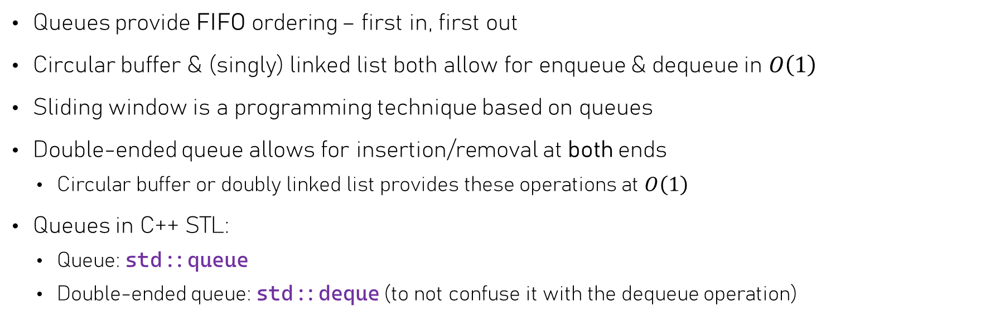 • Queues provide FIFO ordering – first in, first out
• Circular buffer & (singly) linked list both allow for enqueue & dequeue in O(1)
• Sliding window is a programming technique based on queues
• Double-ended queue allows for insertion/removal at both ends
• Circular buffer or doubly linked list provides these operations at O(1)
• Queues in C++ STL:
• Queue: std::queue
• Double-ended queue: std::deque (to not confuse it with the dequeue operation)